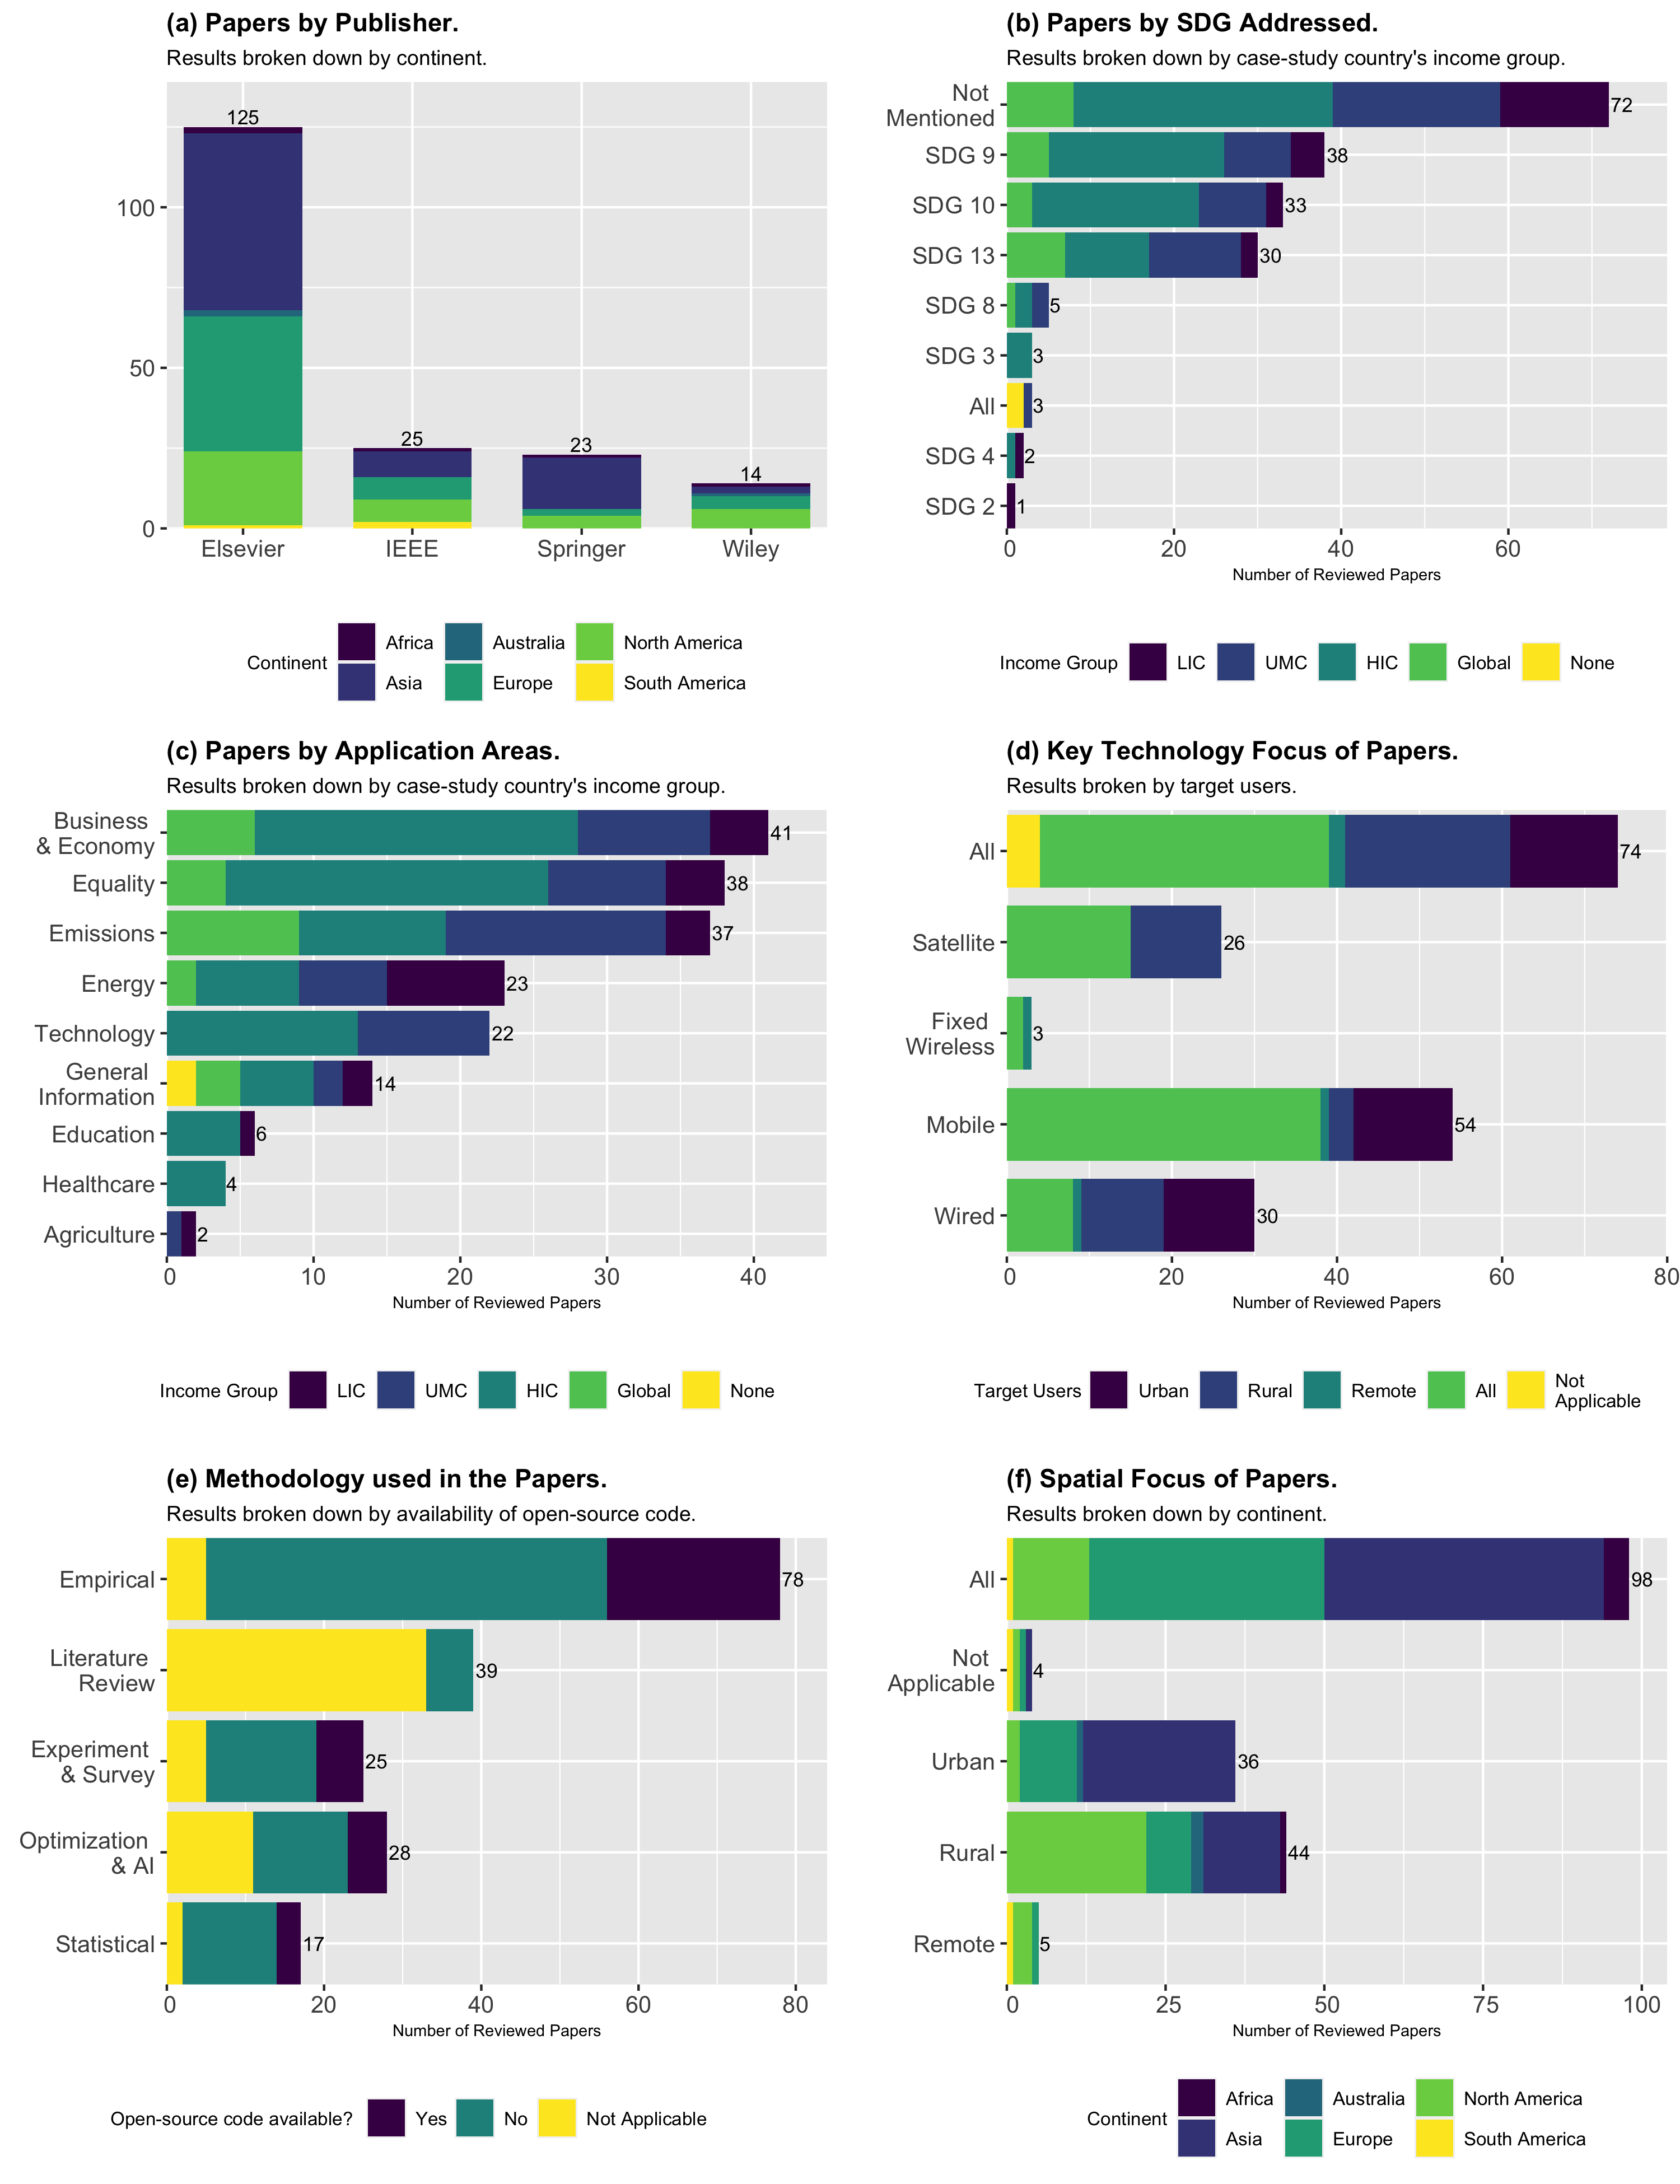 (a) Papers by Publisher.
Results broken down by continent.
125
25
23
14
100
50
0
Elsevier
IEEE
Springer
Wiley
Continent
Africa
Australia
North America
Asia
Europe
South America
(b) Papers by SDG Addressed.
Results broken down by case-study country's income group.
Not
Mentioned
72
SDG 9
38
SDG 10
33
SDG 13
30
SDG 8
5
SDG 3
3
All
3
SDG 4
2
SDG 2
1
0
20
40
60
Number of Reviewed Papers
Income Group
LIC
UMC
HIC
Global
None
(c) Papers by Application Areas.
Results broken down by case-study country's income group.
Business
& Economy
41
Equality
38
Emissions
37
Energy
23
Technology
22
General
Information
14
Education
6
Healthcare
4
Agriculture
2
0
10
20
30
40
Number of Reviewed Papers
Income Group
LIC
UMC
HIC
Global
None
(d) Key Technology Focus of Papers.
Results broken by target users.
All
74
Satellite
26
Fixed
Wireless
3
Mobile
54
Wired
30
0
20
40
60
80
Number of Reviewed Papers
Target Users
Urban
Rural
Remote
All
Not
Applicable
(e) Methodology used in the Papers.
Results broken down by availability of open-source code.
Empirical
78
Literature
Review
39
Experiment
& Survey
25
Optimization
& AI
28
Statistical
17
0
20
40
60
80
Number of Reviewed Papers
Open-source code available?
Yes
No
Not Applicable
(f) Spatial Focus of Papers.
Results broken down by continent.
All
98
Not
Applicable
4
Urban
36
Rural
44
Remote
5
0
25
50
75
100
Number of Reviewed Papers
Continent
Africa
Australia
North America
Asia
Europe
South America